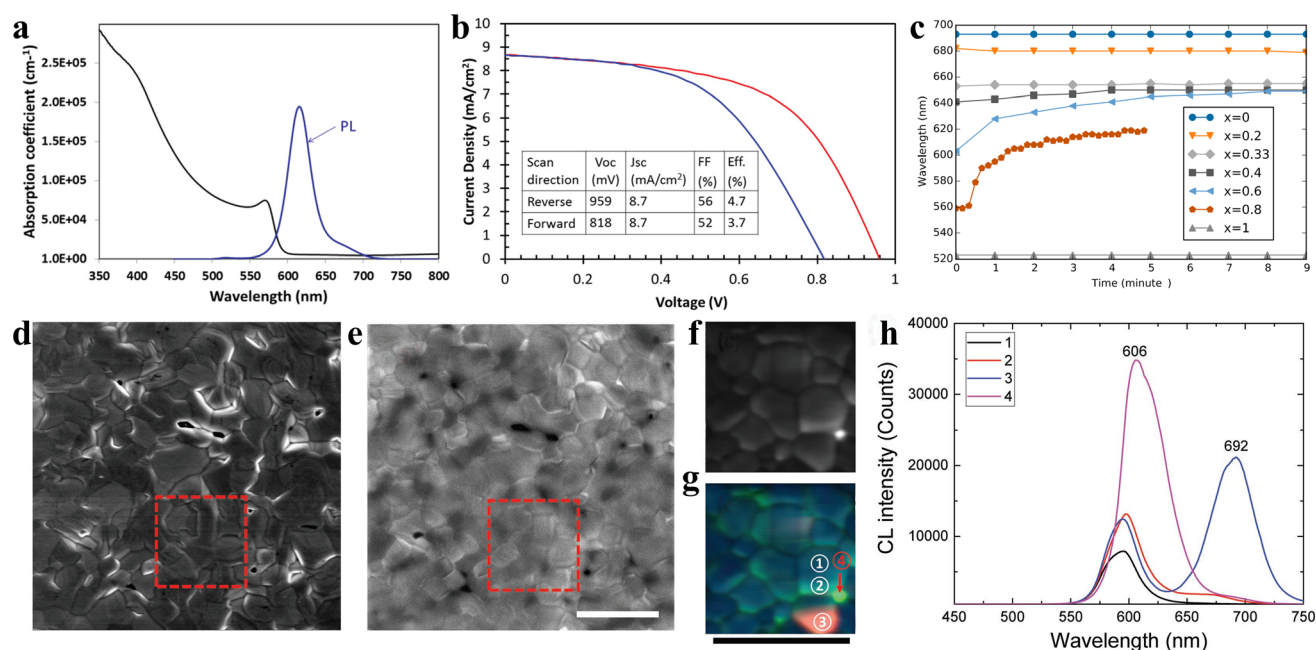 a
Absorption coefficient (cm-1)
2.5E+05
2.0E+05
1.5E+05
1.0E+05
5.0E+04
1.0E+00
350 400 450 500 550 600 650 700 750 800
Wavelength (nm)
PL
b
Current Density (mA/cm2)
10
9
8
7
6
5
4
3
2
1
0
0 0.2 0.4 0.6 0.8 1
Voltage (V)
Scan direction Voc (mV) Jsc (mA/cm2) FF (%) Eff. (%)
Reverse 959 8.7 56 4.7
Forward 818 8.7 52 3.7
c
Wavelength (nm)
700
680
660
640
620
600
580
560
540
520
0 1 2 3 4 5 6 7 8 9
Time (minute )
x=0
x=0.2
x=0.33
x=0.4
x=0.6
x=0.8
x=1
d
e
f
g
① ④
②
③
h
CL intensity (Counts)
40000
30000
20000
10000
450 500 550 600 650 700 750
Wavelength (nm)
1
2
3
4
606
692